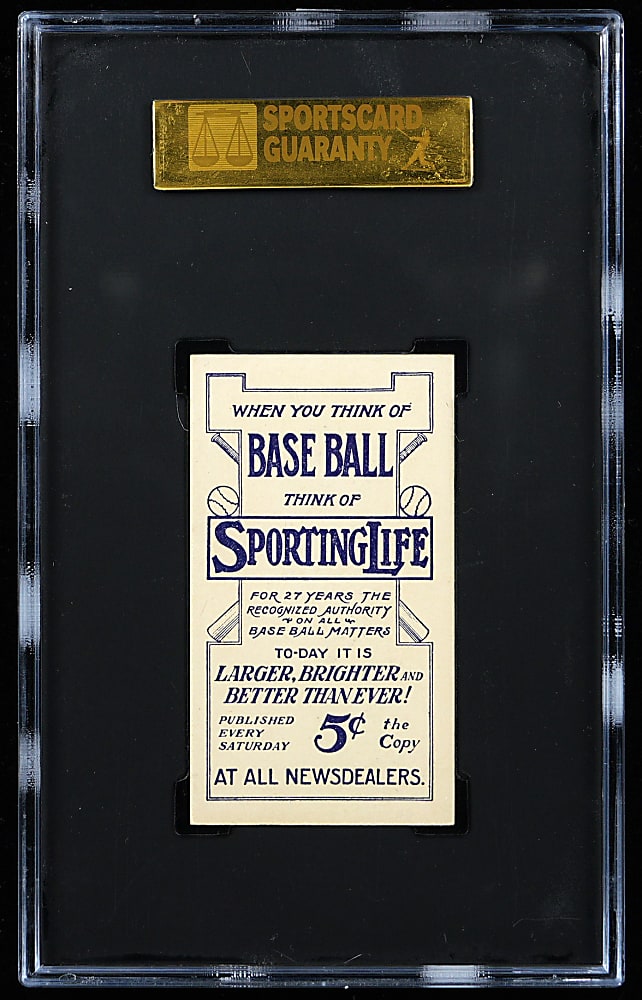 SPORTSCARD
GUARANTY
WHEN YOU THINK OF
BASE BALL
THINK OF
SPORTING LIFE
FOR 27 YEARS, THE
RECOGNIZED AUTHORITY
ON ALL
BASE BALL MATTERS
TO-DAY IT IS
LARGER, BRIGHTER AND
BETTER THAN EVER!
PUBLISHED
EVERY
SATURDAY
5¢
the
Copy
AT ALL NEWSDEALERS.